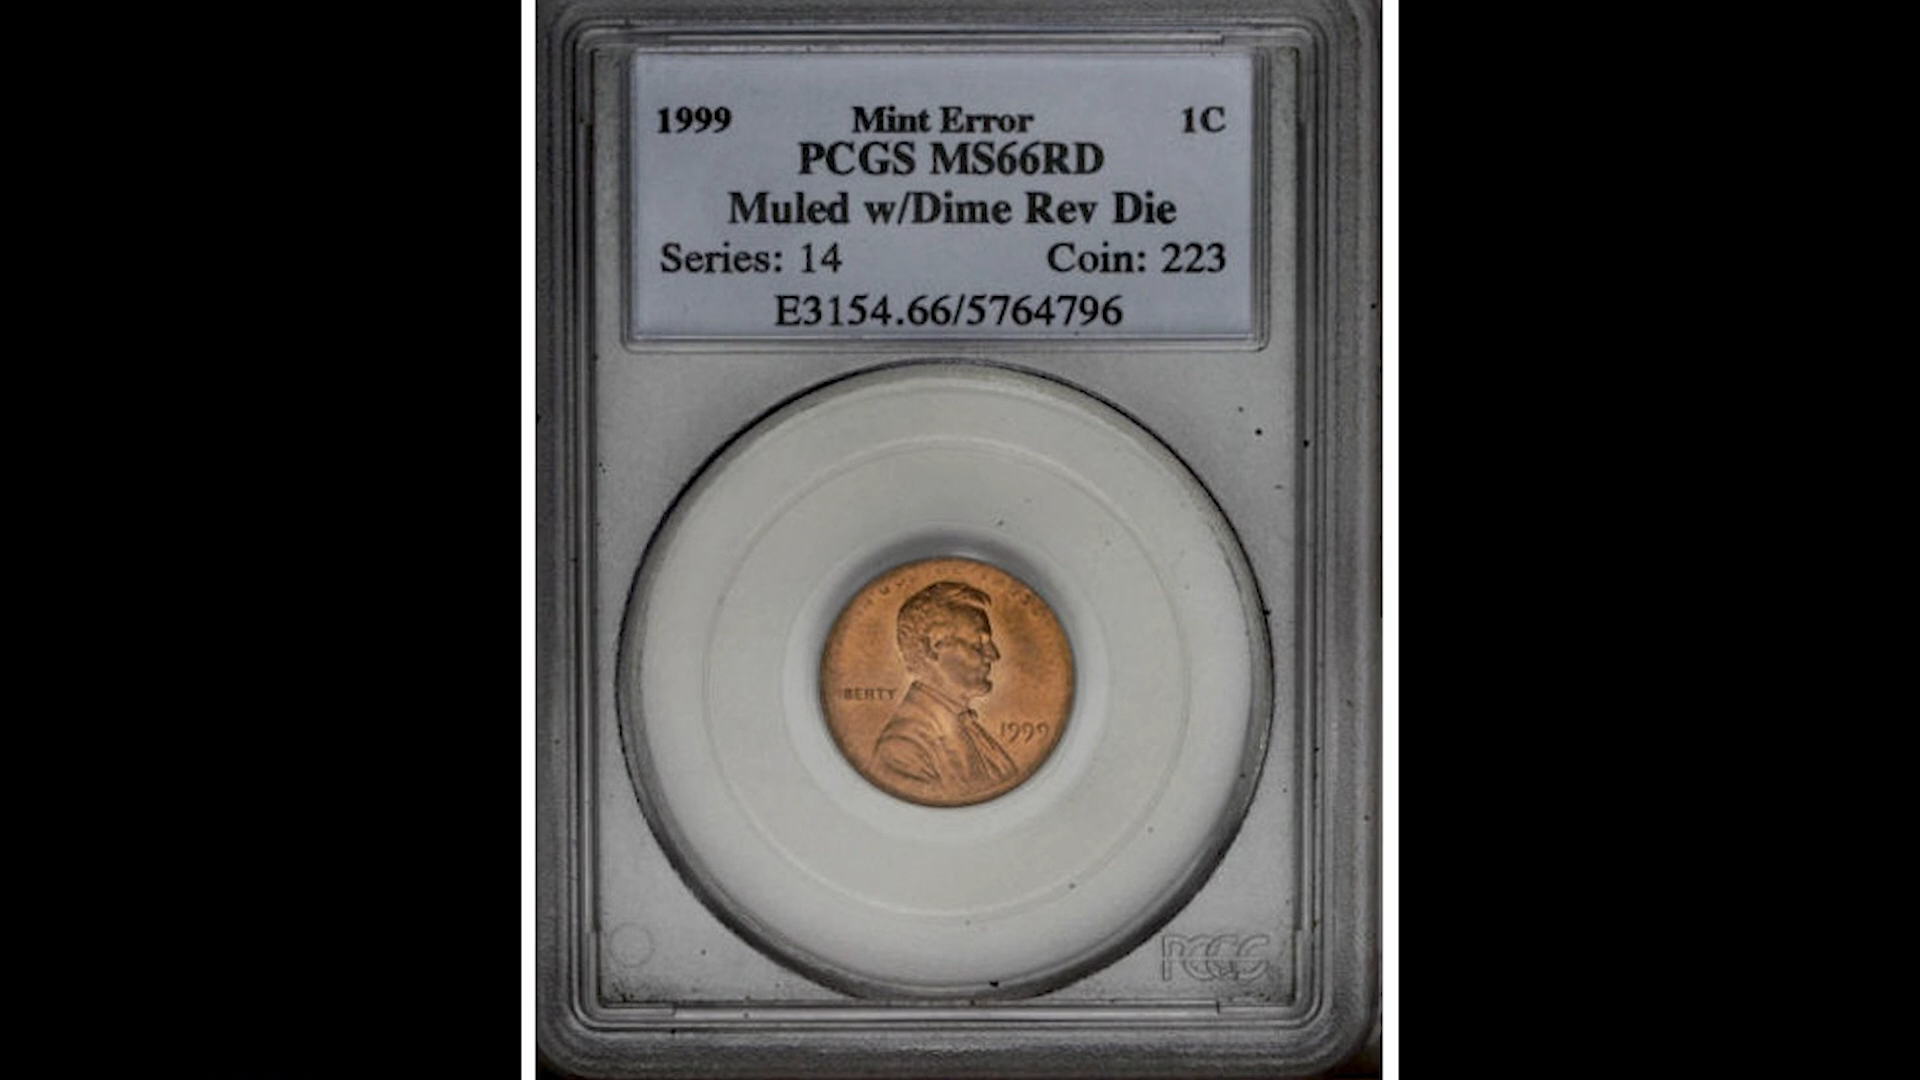 1999 Mint Error 1C
PCGS MS66RD
Muled w/Dime Rev Die
Series: 14 Coin: 223
E3154.66/5764796
BERTY
1999
PCGS